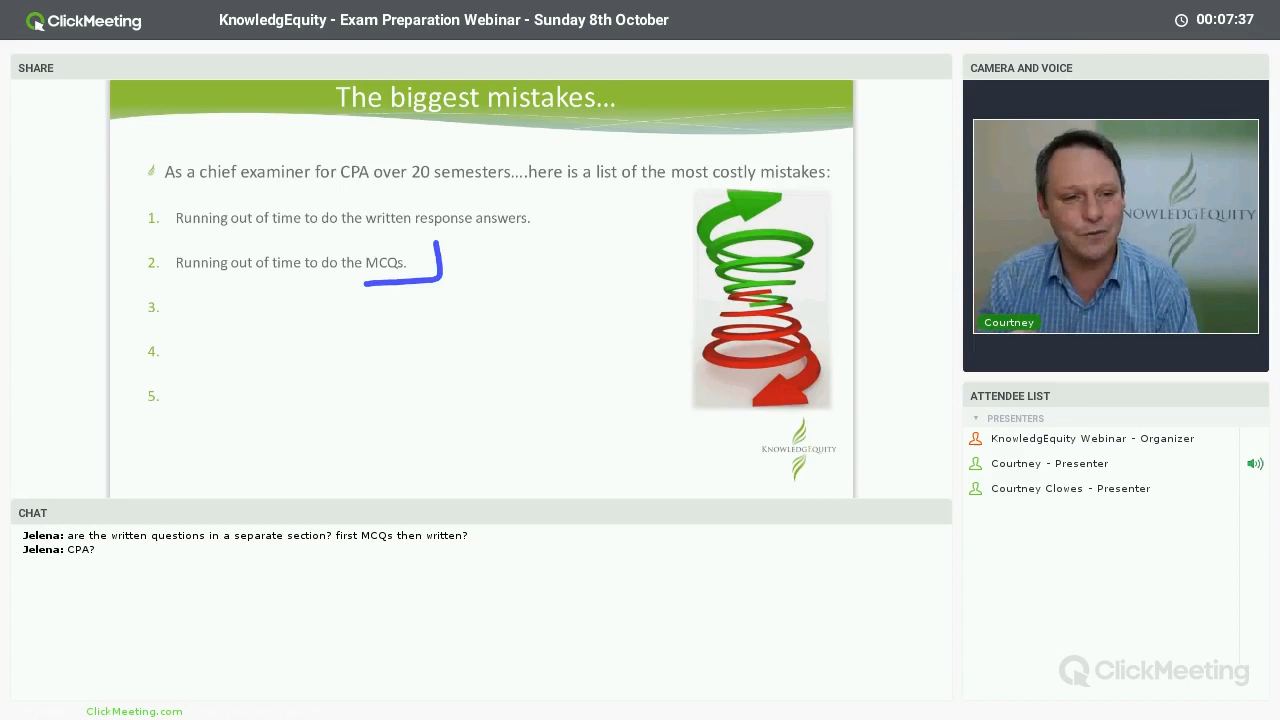 ClickMeeting
KnowledgEquity - Exam Preparation Webinar - Sunday 8th October
00:07:37
SHARE
The biggest mistakes...
As a chief examiner for CPA over 20 semesters....here is a list of the most costly mistakes:
1. Running out of time to do the written response answers.
2. Running out of time to do the MCQs.
3.
4.
5.
KNOWLEDGEQUITY
CAMERA AND VOICE
KNOWLEDGEQUITY
Courtney
ATTENDEE LIST
PRESENTERS
KnowledgEquity Webinar - Organizer
Courtney - Presenter
Courtney Clowes - Presenter
CHAT
Jelena: are the written questions in a separate section? first MCQs then written?
Jelena: CPA?
ClickMeeting
ClickMeeting.com